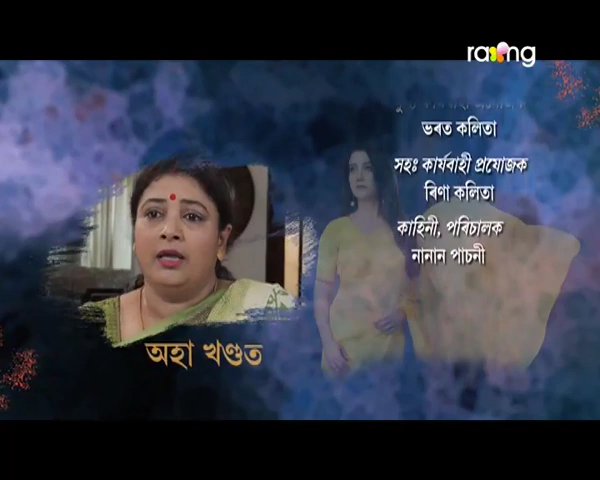 rang
ভৰত কলিতা
সহঃ কাৰ্যবাহী প্ৰযোজক
ৰিণা কলিতা
কাহিনী, পৰিচালক
নানান পাচনী
অহা খণ্ডত